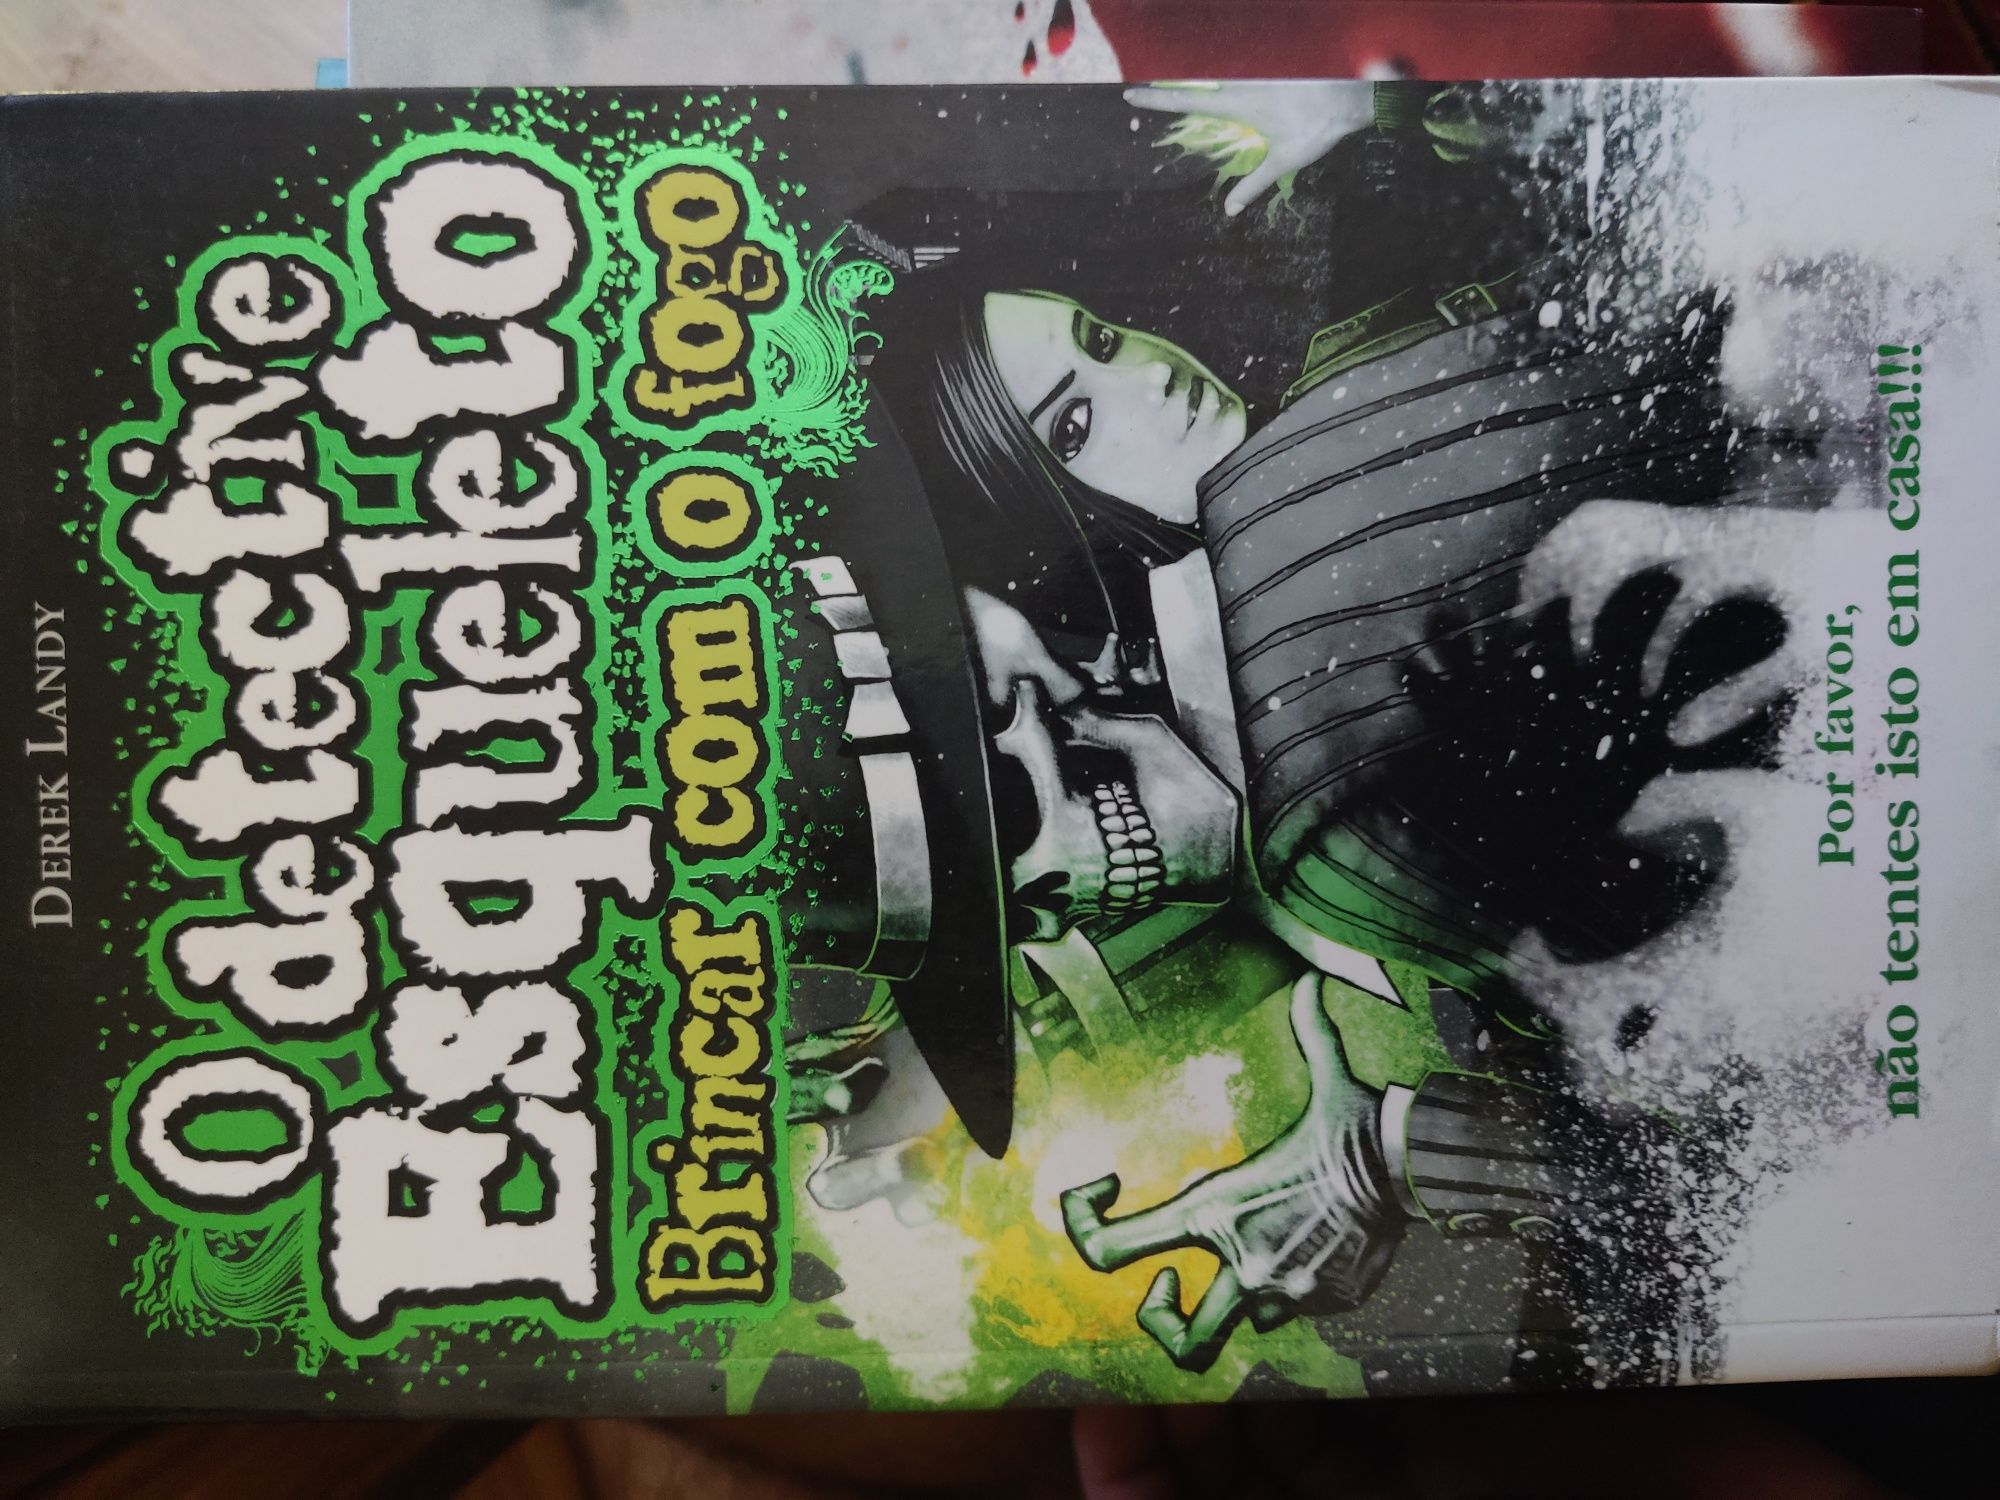 DEREK LANDY
O detective
Esqueleto
Brincar com o fogo
Por favor,
não tentes isto em casa!!!